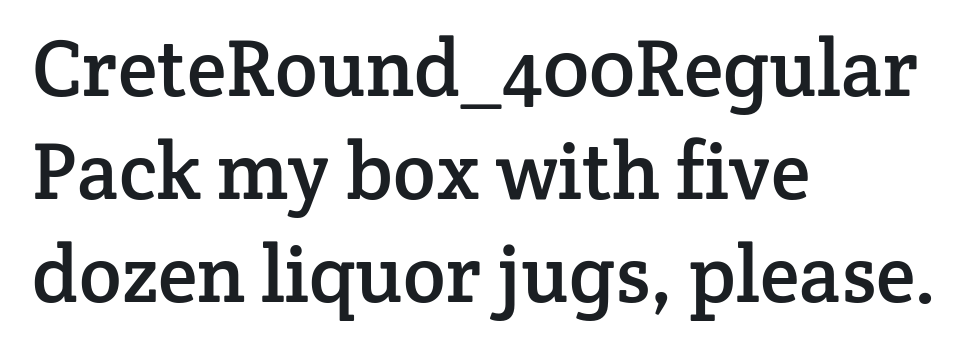 CreteRound_400Regular
Pack my box with five
dozen liquor jugs, please.